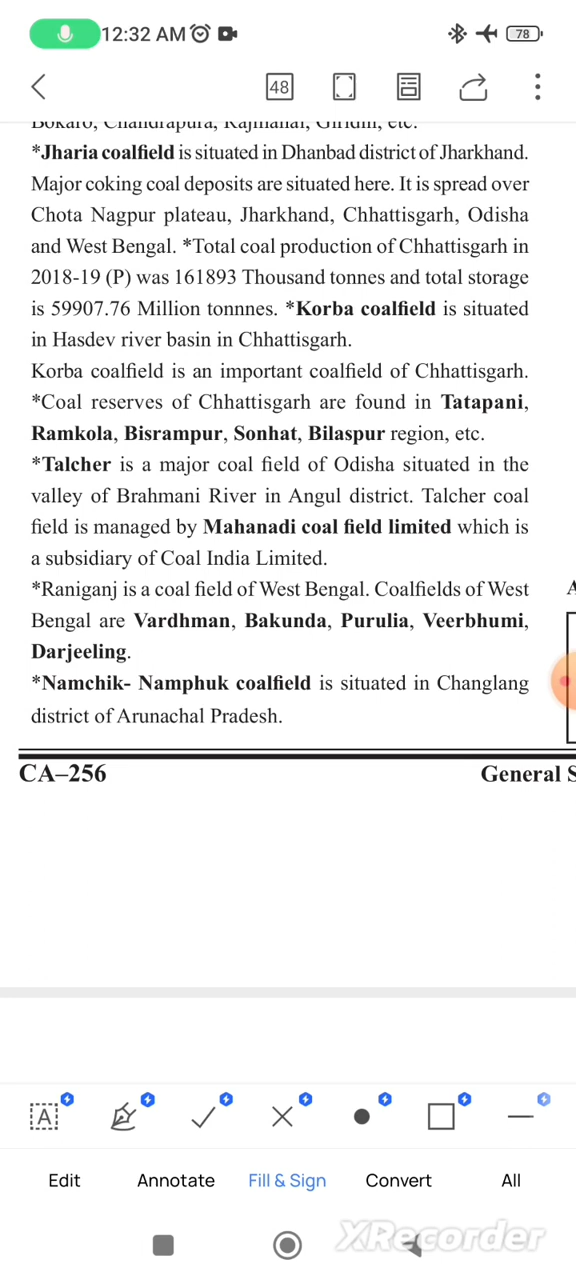 12:32 AM
78
48
Bokaro, Chandrapura, Rajmahal, Giridih, etc.
*Jharia coalfield is situated in Dhanbad district of Jharkhand.
Major coking coal deposits are situated here. It is spread over
Chota Nagpur plateau, Jharkhand, Chhattisgarh, Odisha
and West Bengal. *Total coal production of Chhattisgarh in
2018-19 (P) was 161893 Thousand tonnes and total storage
is 59907.76 Million tonnnes. *Korba coalfield is situated
in Hasdev river basin in Chhattisgarh.
Korba coalfield is an important coalfield of Chhattisgarh.
*Coal reserves of Chhattisgarh are found in Tatapani,
Ramkola, Bisrampur, Sonhat, Bilaspur region, etc.
*Talcher is a major coal field of Odisha situated in the
valley of Brahmani River in Angul district. Talcher coal
field is managed by Mahanadi coal field limited which is
a subsidiary of Coal India Limited.
*Raniganj is a coal field of West Bengal. Coalfields of West
Bengal are Vardhman, Bakunda, Purulia, Veerbhumi,
Darjeeling.
*Namchik- Namphuk coalfield is situated in Changlang
district of Arunachal Pradesh.
CA–256 General S
A
Edit Annotate Fill & Sign Convert All
XRecorder